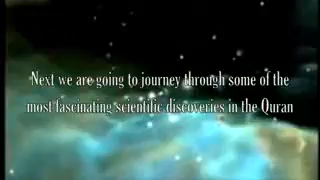 Next we are going to journey through some of the
most fascinating scientific discoveries in the Quran